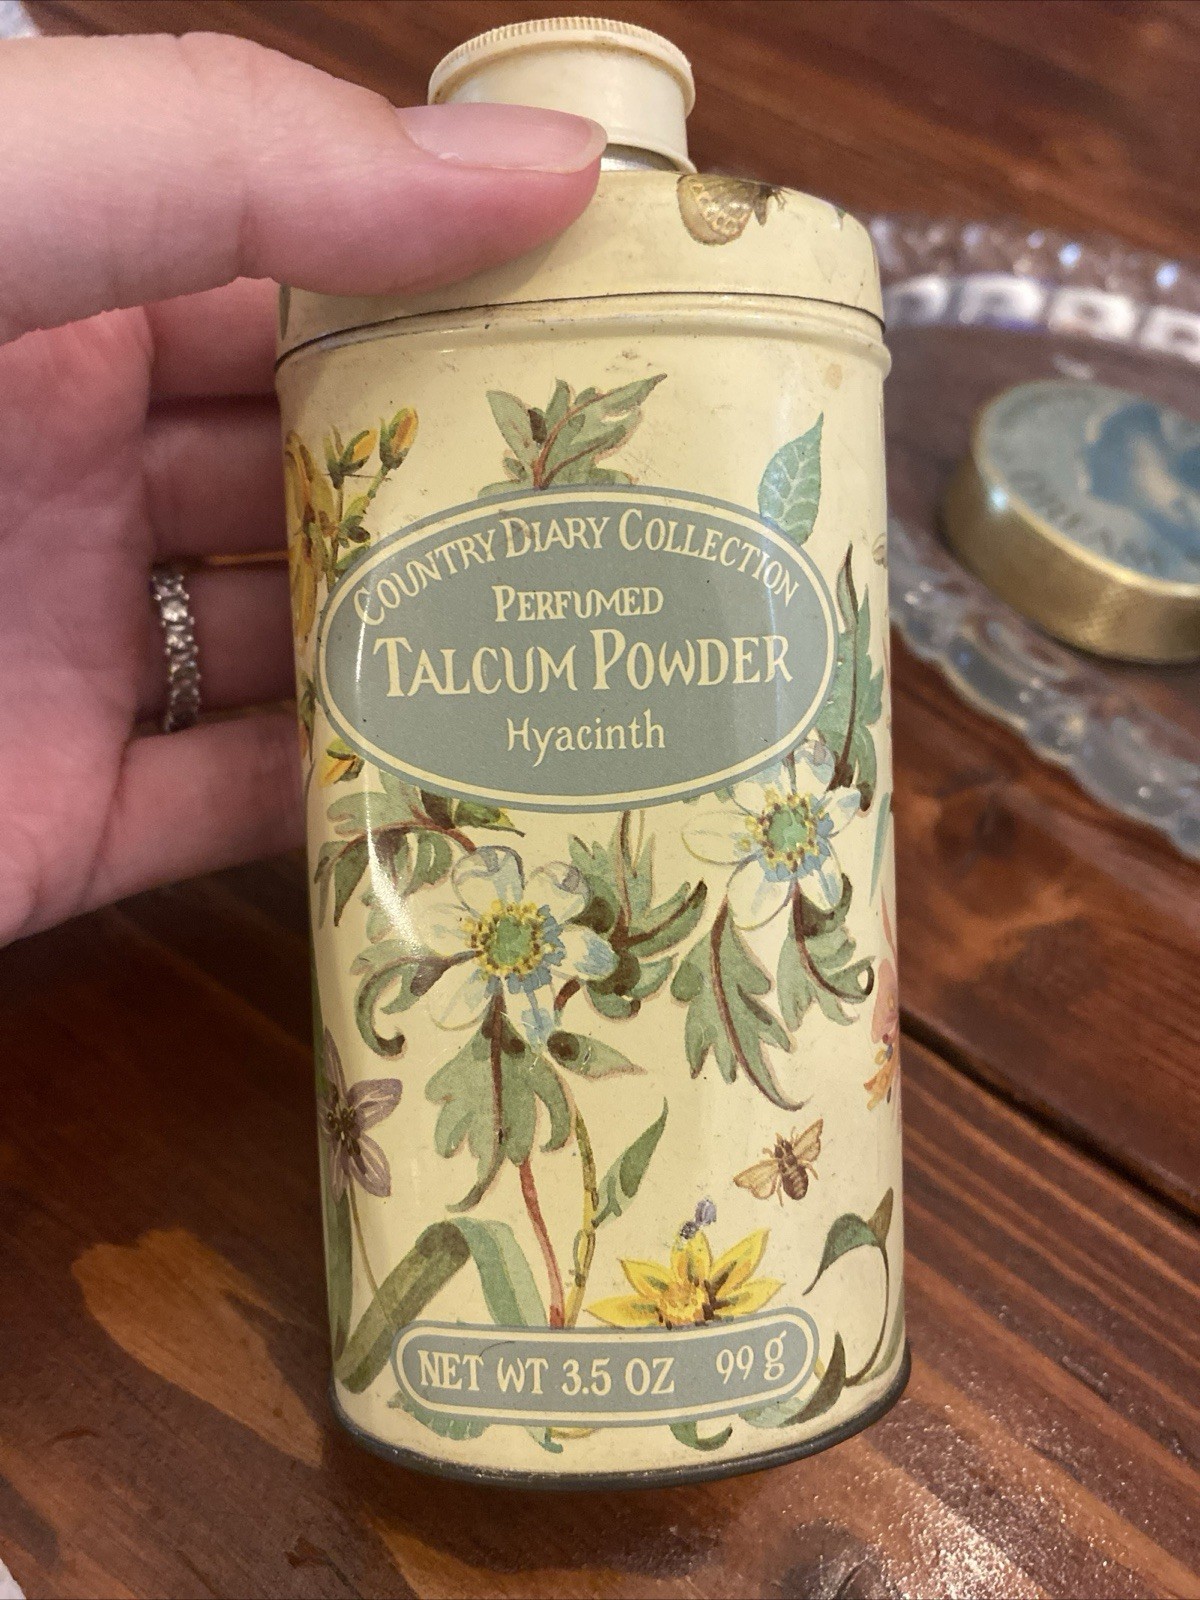 COUNTRY DIARY COLLECTION
PERFUMED
TALCUM POWDER
Hyacinth
NET WT 3.5 OZ 99 g